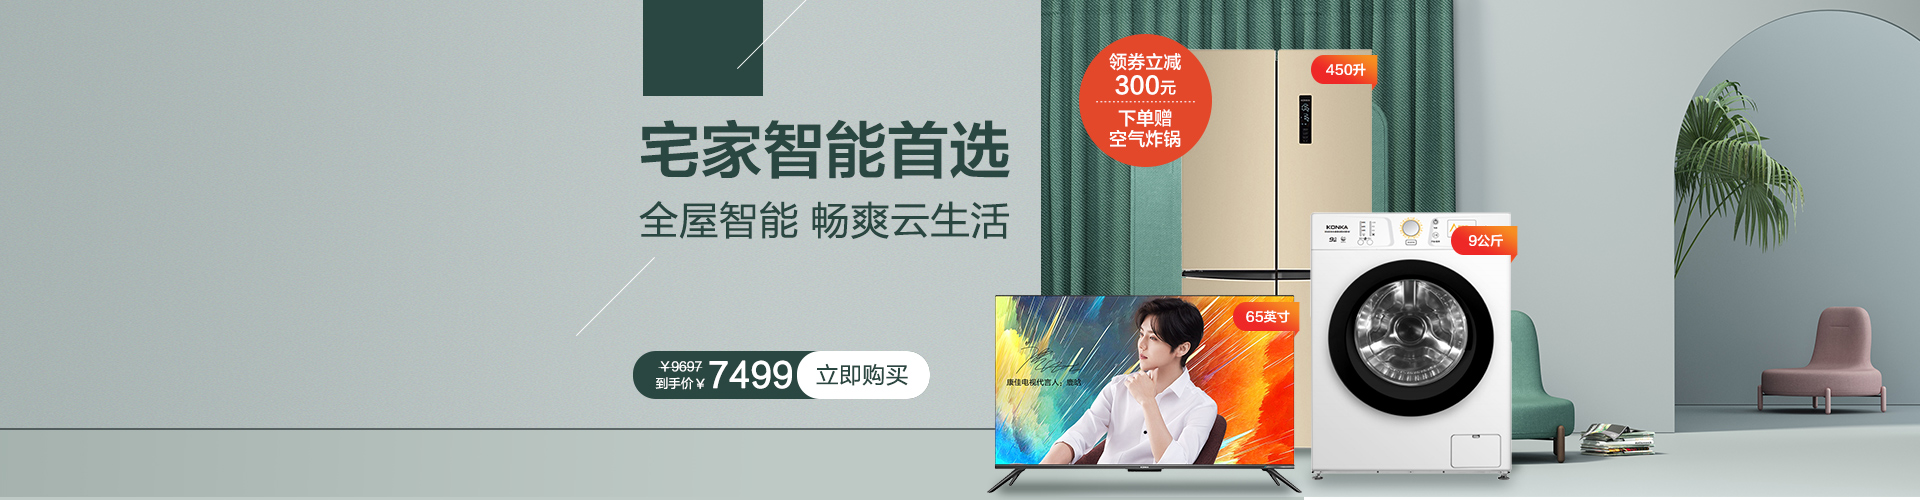 宅家智能首选
全屋智能 畅爽云生活
￥9697
到手价￥
7499
立即购买
领券立减
300元
下单赠
空气炸锅
450升
65英寸
康佳电视代言人：鹿晗
KONKA
9公斤